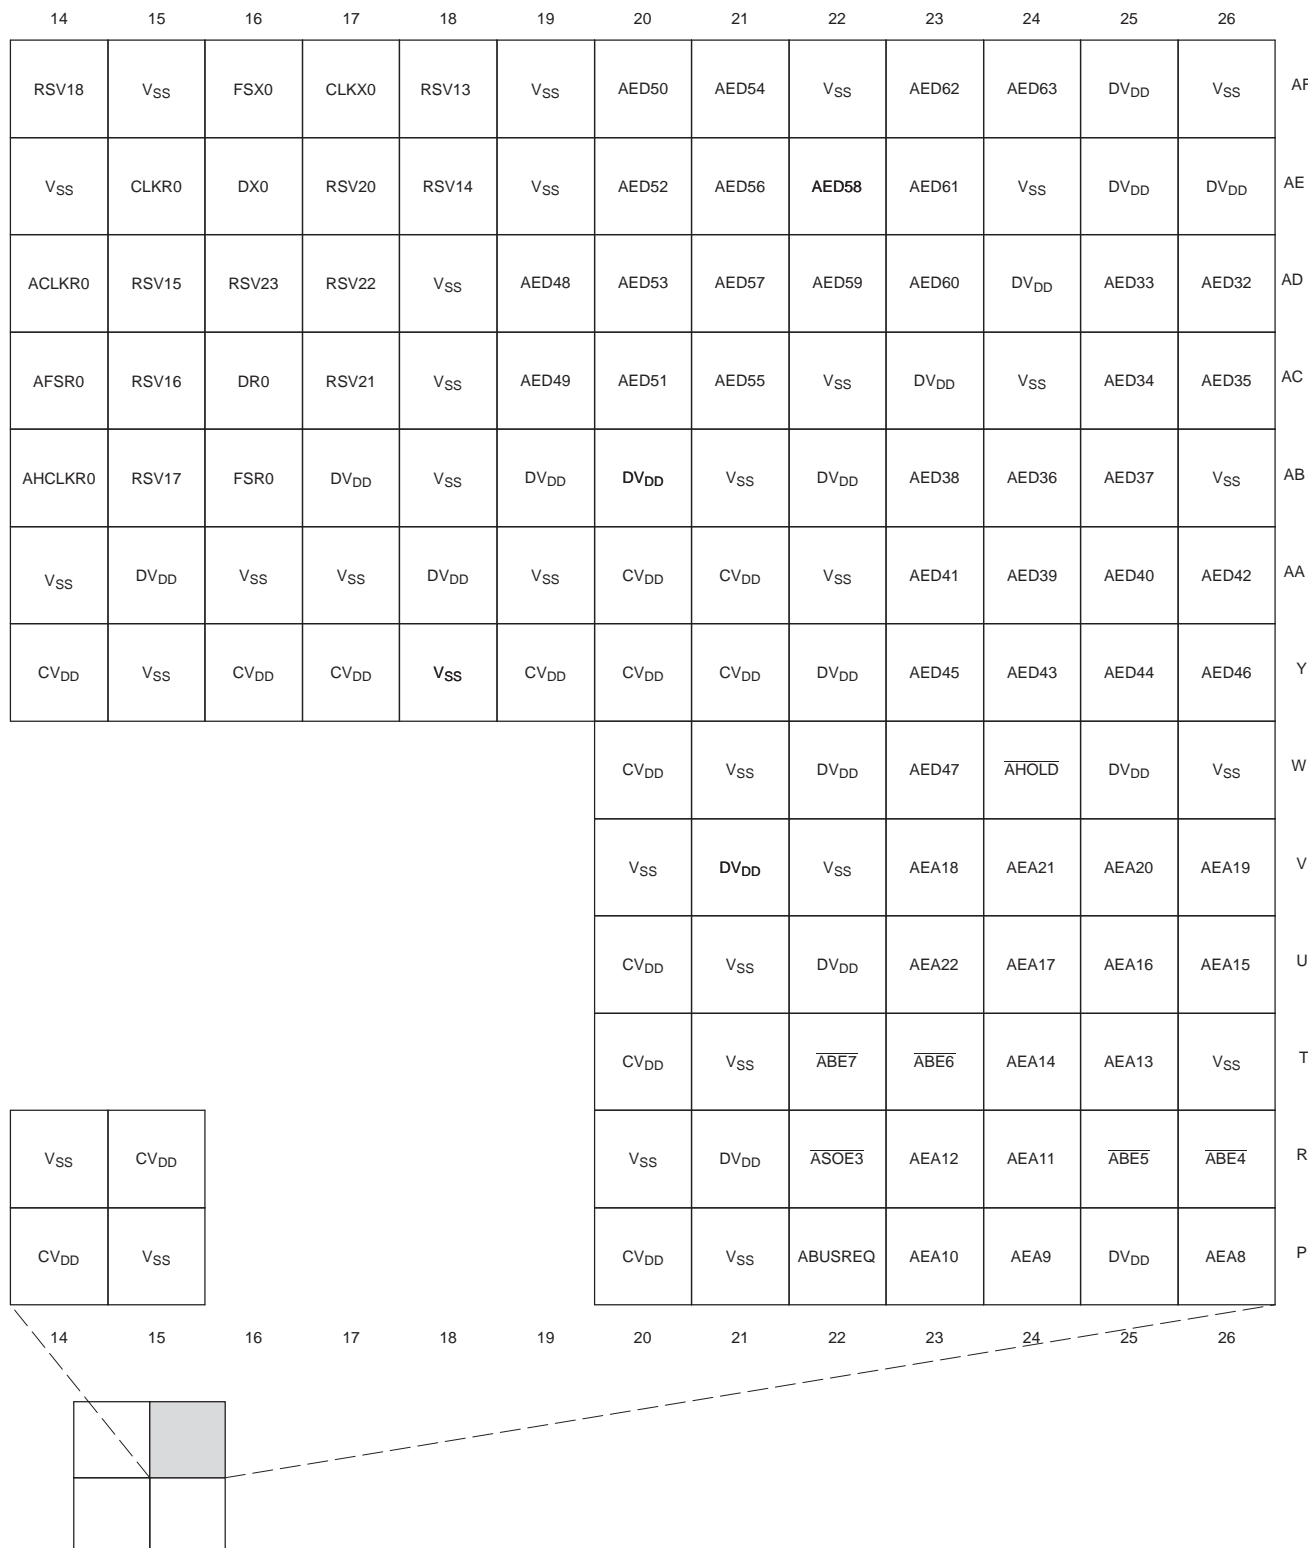 14 15 16 17 18 19 20 21 22 23 24 25 26
RSV18 VSS FSX0 CLKX0 RSV13 VSS AED50 AED54 VSS AED62 AED63 DVDD VSS AF
VSS CLKR0 DX0 RSV20 RSV14 VSS AED52 AED56 AED58 AED61 VSS DVDD DVDD AE
ACLKR0 RSV15 RSV23 RSV22 VSS AED48 AED53 AED57 AED59 AED60 DVDD AED33 AED32 AD
AFSR0 RSV16 DR0 RSV21 VSS AED49 AED51 AED55 VSS DVDD VSS AED34 AED35 AC
AHCLKR0 RSV17 FSR0 DVDD VSS DVDD DVDD VSS DVDD AED38 AED36 AED37 VSS AB
VSS DVDD VSS VSS DVDD VSS CVDD CVDD VSS AED41 AED39 AED40 AED42 AA
CVDD VSS CVDD CVDD VSS CVDD CVDD CVDD DVDD AED45 AED43 AED44 AED46 Y
CVDD VSS DVDD AED47 AHOLD DVDD VSS W
VSS DVDD VSS AEA18 AEA21 AEA20 AEA19 V
CVDD VSS DVDD AEA22 AEA17 AEA16 AEA15 U
CVDD VSS ABE7 ABE6 AEA14 AEA13 VSS T
VSS CVDD VSS DVDD ASOE3 AEA12 AEA11 ABE5 ABE4 R
CVDD VSS CVDD VSS ABUSREQ AEA10 AEA9 DVDD AEA8 P
14 15 16 17 18 19 20 21 22 23 24 25 26